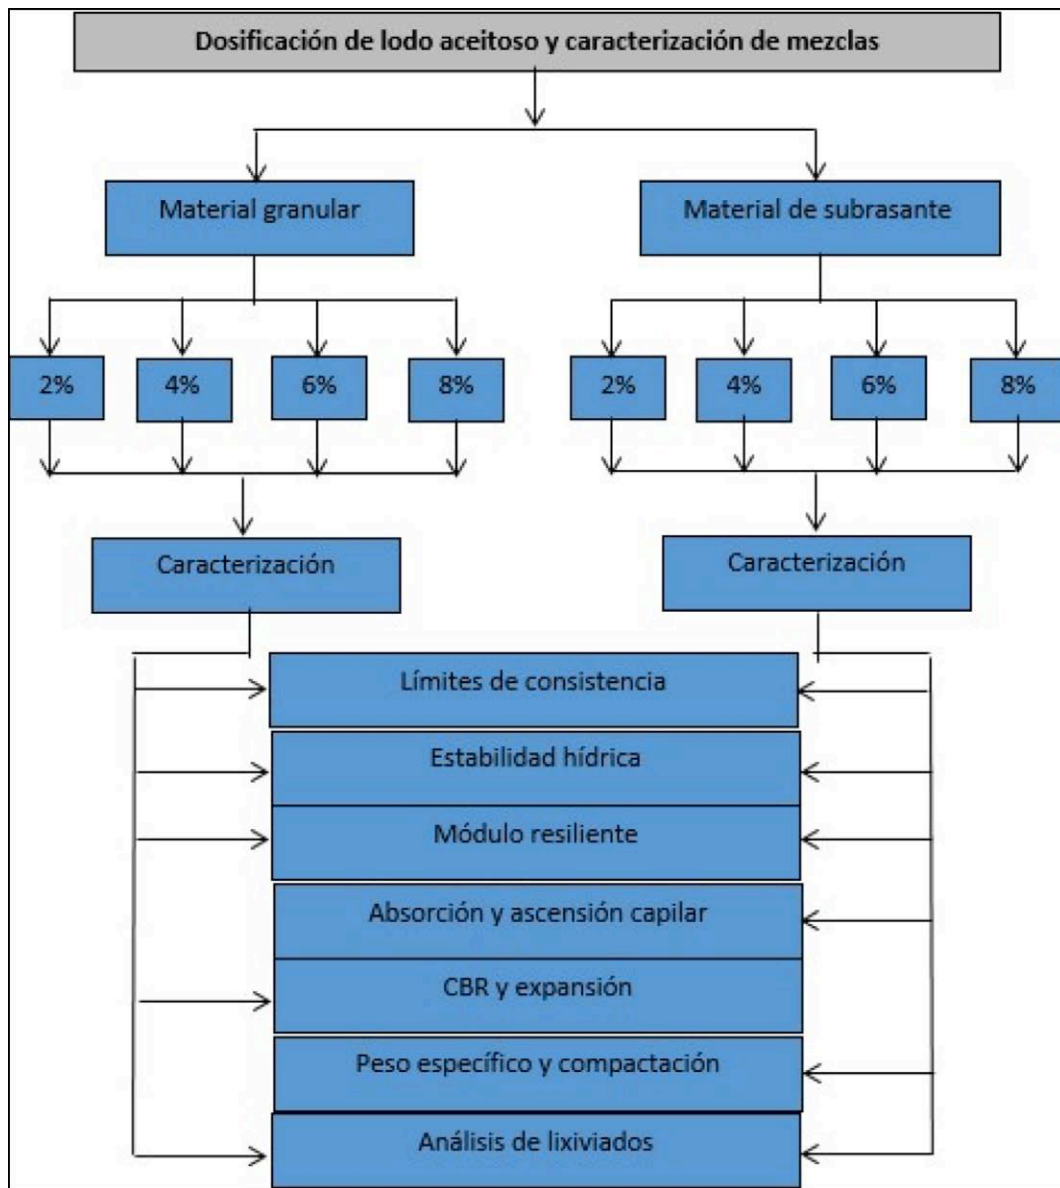 Dosificación de lodo aceitoso y caracterización de mezclas
Material granular
Material de subrasante
2%
4%
6%
8%
2%
4%
6%
8%
Caracterización
Caracterización
Límites de consistencia
Estabilidad hídrica
Módulo resiliente
Absorción y ascensión capilar
CBR y expansión
Peso específico y compactación
Análisis de lixiviados